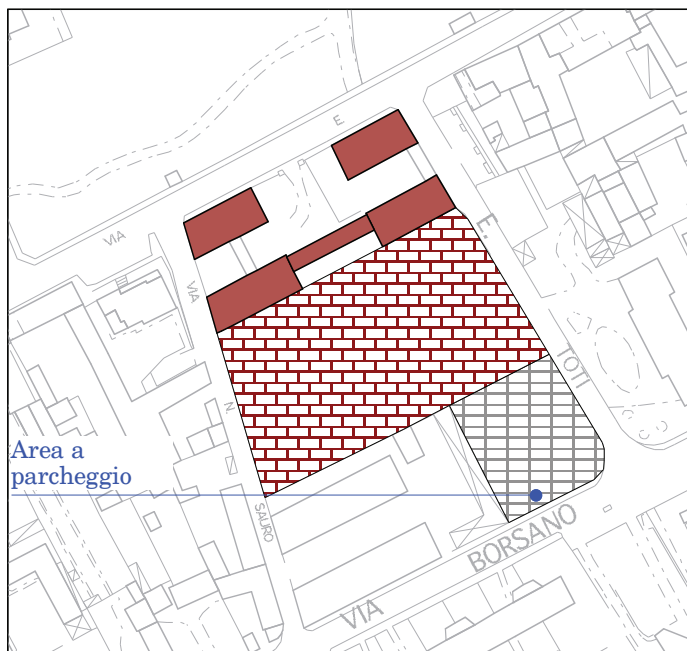 E
VIA
E.
VIA
TOTI
N.
Area a
parcheggio
SAURO
BORSANO
VIA